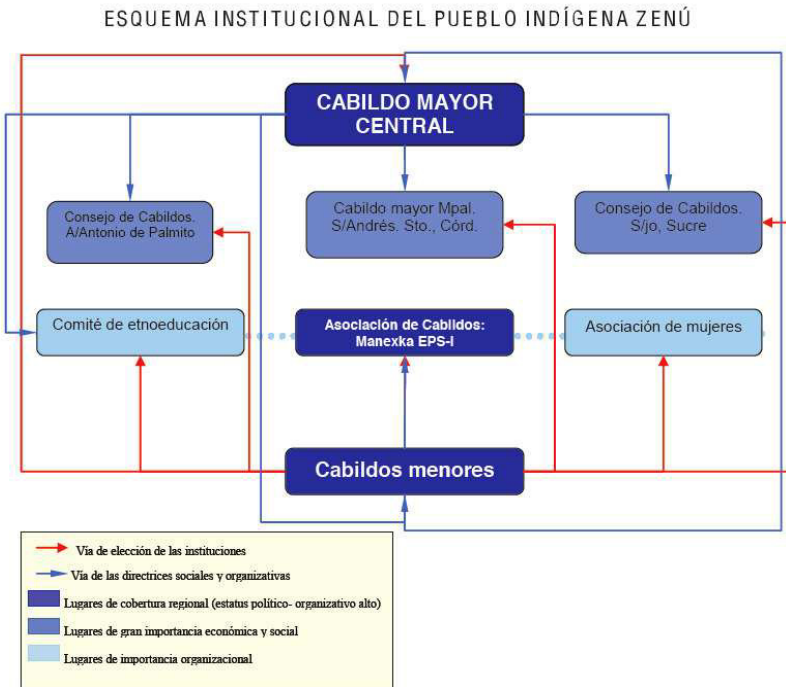 ESQUEMA INSTITUCIONAL DEL PUEBLO INDÍGENA ZENÚ
CABILDO MAYOR
CENTRAL
Consejo de Cabildos.
A/Antonio de Palmito
Cabildo mayor Mpal.
S/Andrés. Sto., Córd.
Consejo de Cabildos.
S/jo, Sucre
Comité de etnoeducación
Asociación de Cabildos:
Manexka EPS-I
Asociación de mujeres
Cabildos menores
Vía de elección de las instituciones
Vía de las directrices sociales y organizativas
Lugares de cobertura regional (estatus político- organizativo alto)
Lugares de gran importancia económica y social
Lugares de importancia organizacional